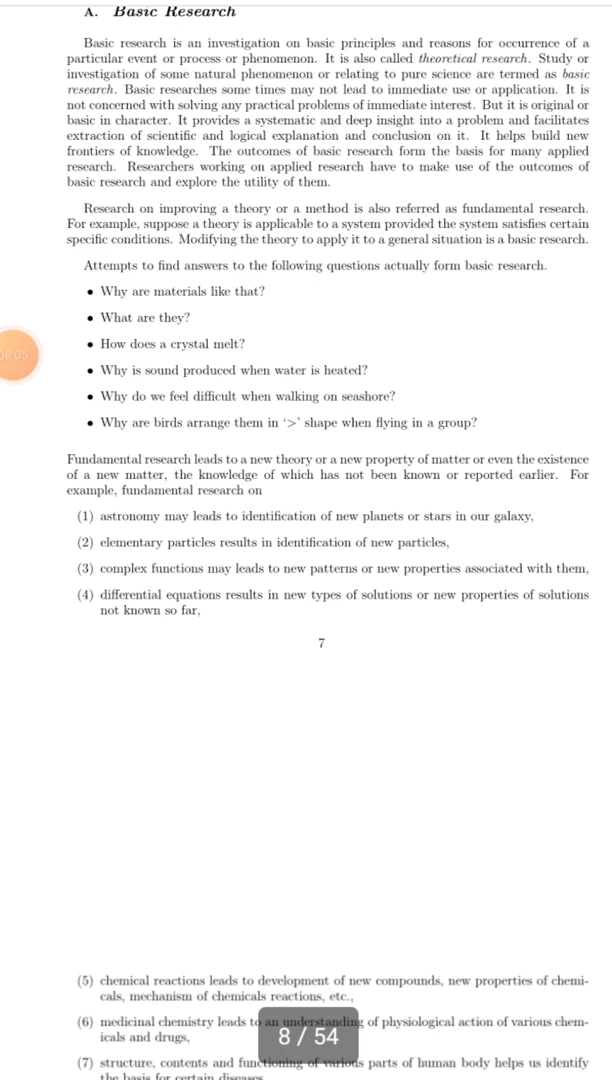 A. Basic Research
Basic research is an investigation on basic principles and reasons for occurrence of a
particular event or process or phenomenon. It is also called theoretical research. Study or
investigation of some natural phenomenon or relating to pure science are termed as basic
research. Basic researches some times may not lead to immediate use or application. It is
not concerned with solving any practical problems of immediate interest. But it is original or
basic in character. It provides a systematic and deep insight into a problem and facilitates
extraction of scientific and logical explanation and conclusion on it. It helps build new
frontiers of knowledge. The outcomes of basic research form the basis for many applied
research. Researchers working on applied research have to make use of the outcomes of
basic research and explore the utility of them.
Research on improving a theory or a method is also referred as fundamental research.
For example, suppose a theory is applicable to a system provided the system satisfies certain
specific conditions. Modifying the theory to apply it to a general situation is a basic research.
Attempts to find answers to the following questions actually form basic research.
• Why are materials like that?
• What are they?
• How does a crystal melt?
08:05
• Why is sound produced when water is heated?
• Why do we feel difficult when walking on seashore?
• Why are birds arrange them in ‘>’ shape when flying in a group?
Fundamental research leads to a new theory or a new property of matter or even the existence
of a new matter, the knowledge of which has not been known or reported earlier. For
example, fundamental research on
(1) astronomy may leads to identification of new planets or stars in our galaxy,
(2) elementary particles results in identification of new particles,
(3) complex functions may leads to new patterns or new properties associated with them,
(4) differential equations results in new types of solutions or new properties of solutions
not known so far,
7
(5) chemical reactions leads to development of new compounds, new properties of chemi-
cals, mechanism of chemicals reactions, etc.,
(6) medicinal chemistry leads to an understanding of physiological action of various chem-
icals and drugs,
8 / 54
(7) structure, contents and functioning of various parts of human body helps us identify
the basis for certain diseases